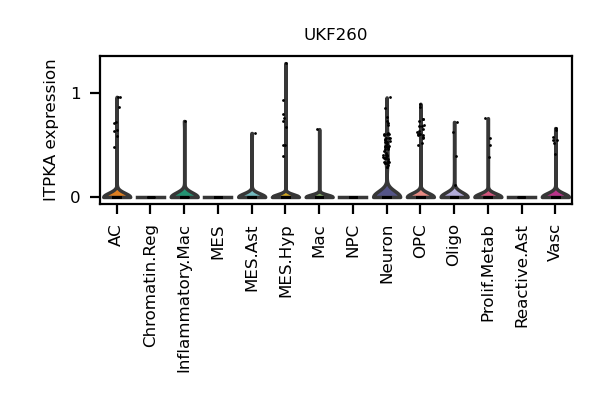 UKF260
ITPKA expression
1
0
AC
Chromatin.Reg
Inflammatory.Mac
MES
MES.Ast
MES.Hyp
Mac
NPC
Neuron
OPC
Oligo
Prolif.Metab
Reactive.Ast
Vasc